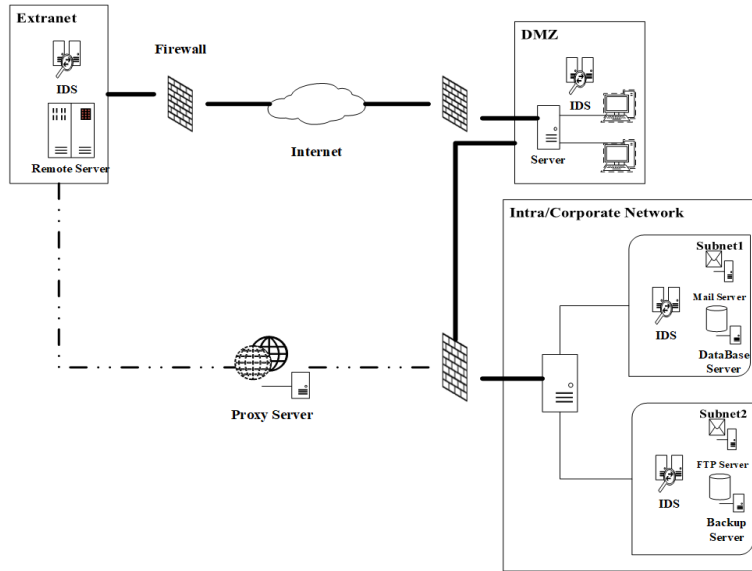 Extranet
IDS
Remote Server
Firewall
Internet
DMZ
IDS
Server
Proxy Server
Intra/Corporate Network
Subnet1
Mail Server
IDS
DataBase
Server
Subnet2
FTP Server
IDS
Backup
Server